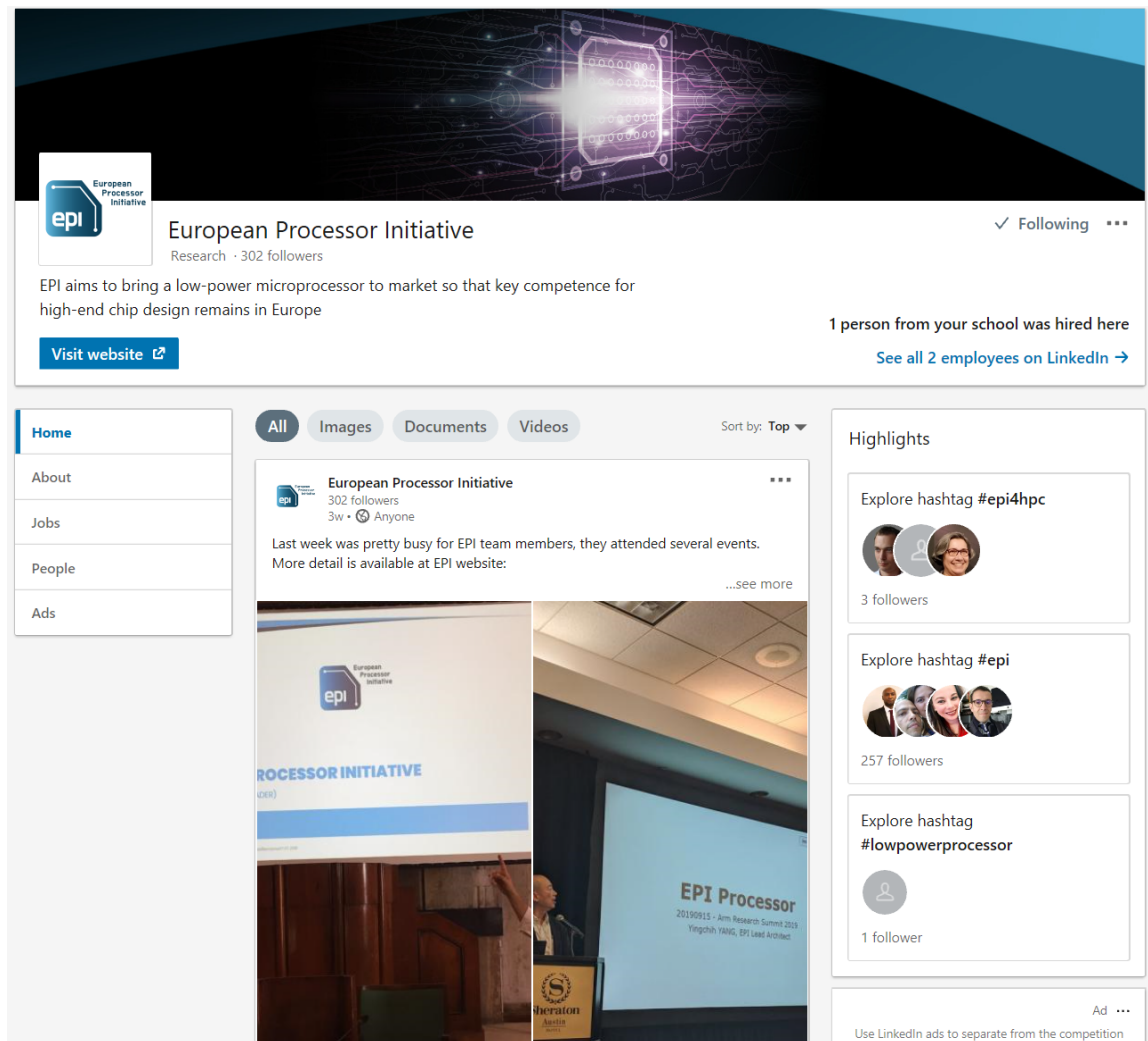 European
Processor
Initiative
epi
European Processor Initiative
Research · 302 followers
Following
EPI aims to bring a low-power microprocessor to market so that key competence for
high-end chip design remains in Europe
1 person from your school was hired here
Visit website
See all 2 employees on LinkedIn →
Home
About
Jobs
People
Ads
All
Images
Documents
Videos
Sort by: Top
European Processor Initiative
302 followers
3w • Anyone
Last week was pretty busy for EPI team members, they attended several events.
More detail is available at EPI website:
...see more
European
Processor
Initiative
epi
ROCESSOR INITIATIVE
EPI Processor
20190915 - Arm Research Summit 2019
Yingchih YANG, EPI Lead Architect
S
Sheraton
Austin
Highlights
Explore hashtag #epi4hpc
3 followers
Explore hashtag #epi
257 followers
Explore hashtag
#lowpowerprocessor
1 follower
Ad
Use LinkedIn ads to separate from the competition